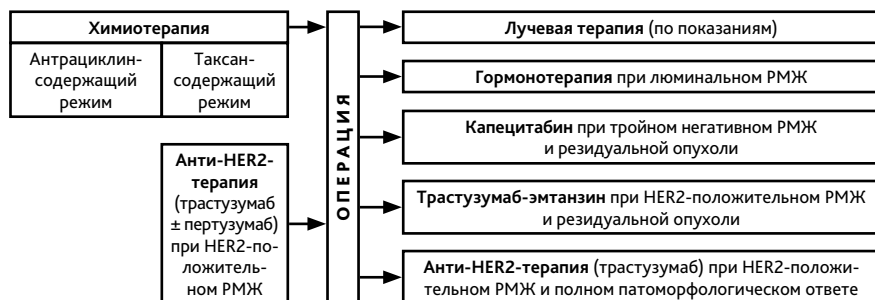 Химиотерапия
Антрациклин-
содержащий
режим
Таксан-
содержащий
режим
Анти-HER2-
терапия
(трастузумаб
± пертузумаб)
при HER2-по-
ложитель-
ном РМЖ
ОПЕРАЦИЯ
Лучевая терапия (по показаниям)
Гормонотерапия при люминальном РМЖ
Капецитабин при тройном негативном РМЖ
и резидуальной опухоли
Трастузумаб-эмтанзин при HER2-положительном РМЖ
и резидуальной опухоли
Анти-HER2-терапия (трастузумаб) при HER2-положи-
тельном РМЖ и полном патоморфологическом ответе